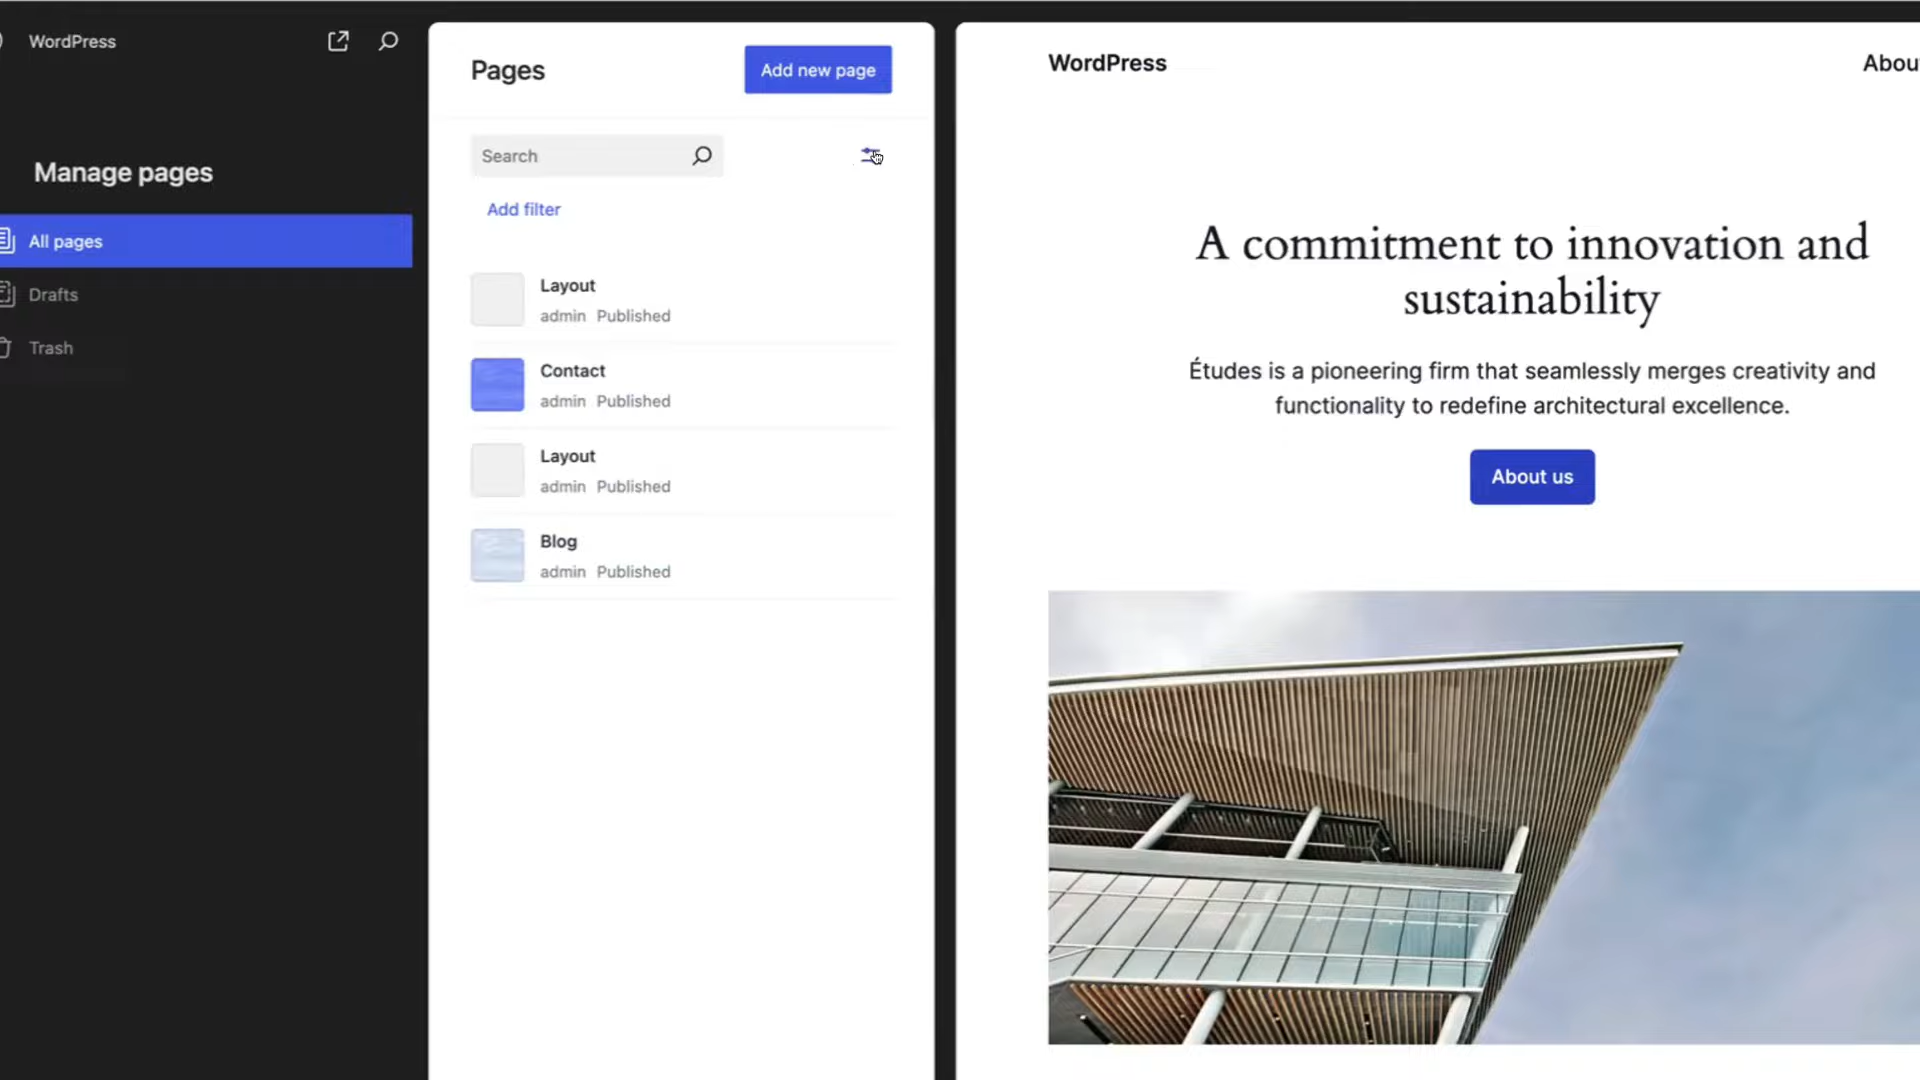 WordPress
Manage pages
All pages
Drafts
Trash
Pages
Add new page
Search
Add filter
Layout
admin Published
Contact
admin Published
Layout
admin Published
Blog
admin Published
WordPress
Abou
A commitment to innovation and
sustainability
Études is a pioneering firm that seamlessly merges creativity and
functionality to redefine architectural excellence.
About us